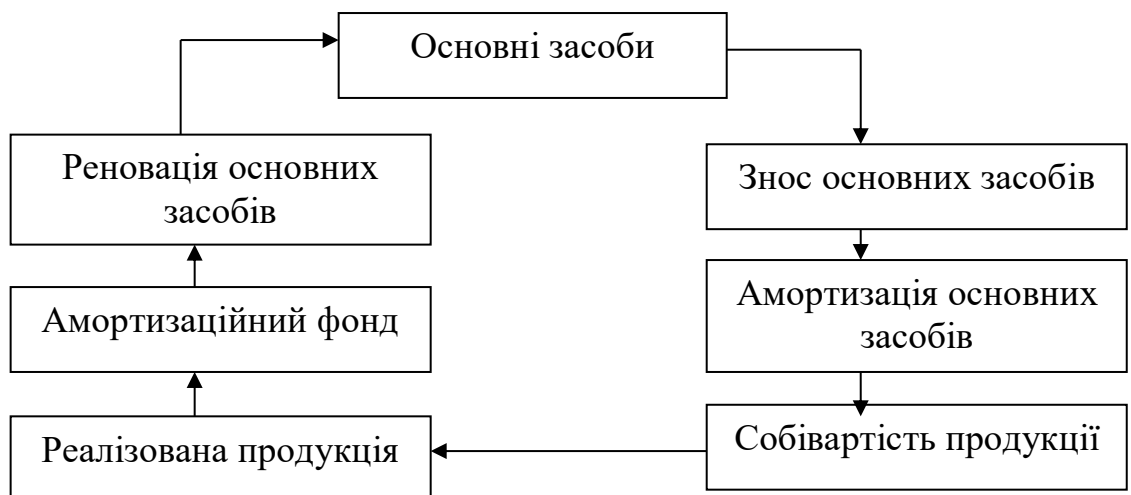 Основні засоби
Реновація основних
засобів
Знос основних засобів
Амортизаційний фонд
Амортизація основних
засобів
Реалізована продукція
Собівартість продукції